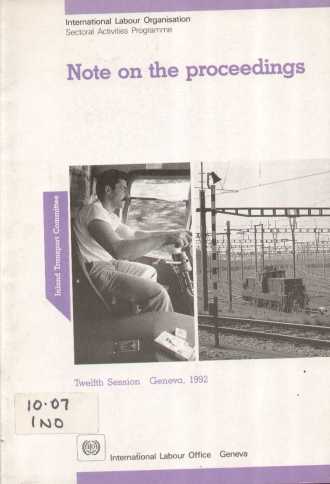 International Labour Organisation
Sectoral Activities Programme
Note on the proceedings
Inland Transport Committee
Twelfth Session Geneva, 1992
10.07
INO
International Labour Office Geneva